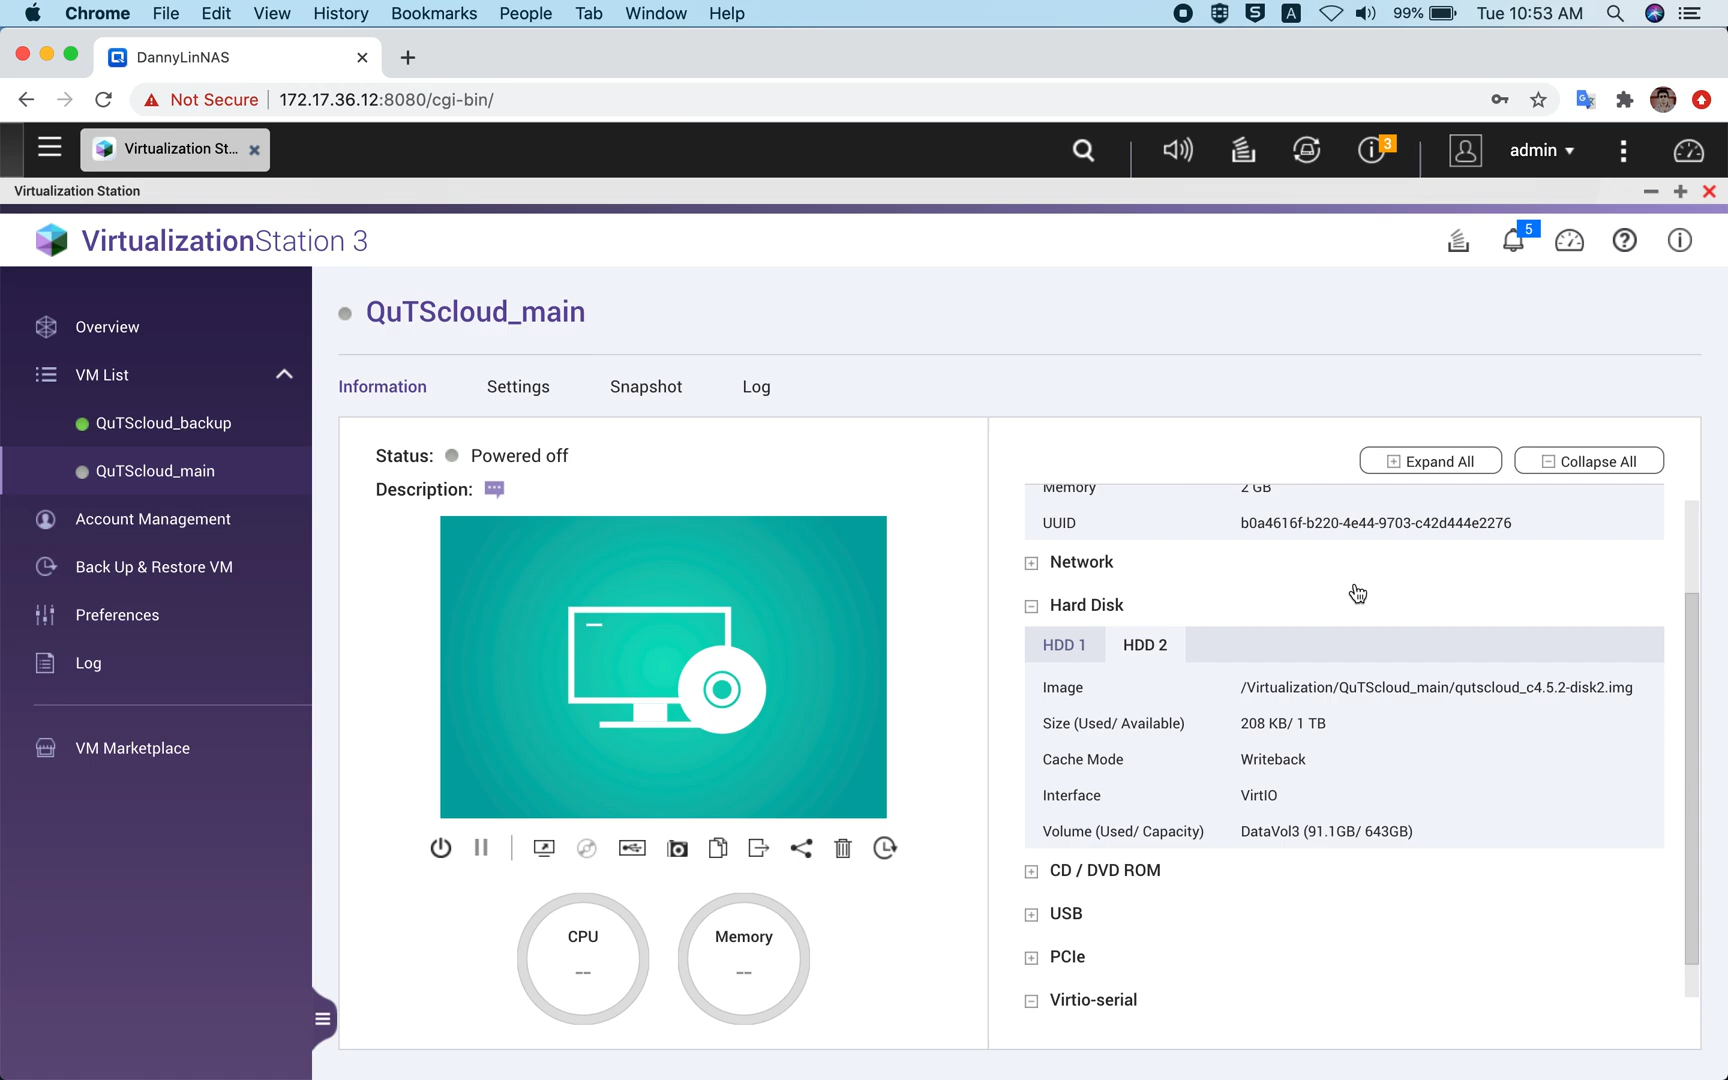 Chrome File Edit View History Bookmarks People Tab Window Help A 99% Tue 10:53 AM
DannyLinNAS
Not Secure 172.17.36.12:8080/cgi-bin/
Virtualization St... 3 admin
Virtualization Station
VirtualizationStation 3 5
Overview
VM List
QuTScloud_backup
QuTScloud_main
Account Management
Back Up & Restore VM
Preferences
Log
VM Marketplace
QuTScloud_main
Information Settings Snapshot Log
Status: Powered off
Description:
CPU
--
Memory
--
Expand All Collapse All
Memory 2 GB
UUID b0a4616f-b220-4e44-9703-c42d444e2276
Network
Hard Disk
HDD 1 HDD 2
Image /Virtualization/QuTScloud_main/qutscloud_c4.5.2-disk2.img
Size (Used/ Available) 208 KB/ 1 TB
Cache Mode Writeback
Interface VirtIO
Volume (Used/ Capacity) DataVol3 (91.1GB/ 643GB)
CD / DVD ROM
USB
PCIe
Virtio-serial